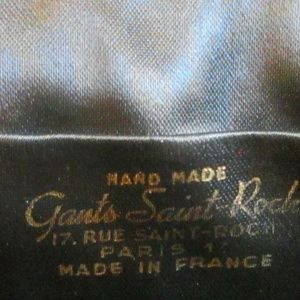 HAND MADE
Gants Saint Roch
17, RUE SAINT-ROCH
PARIS 1
MADE IN FRANCE